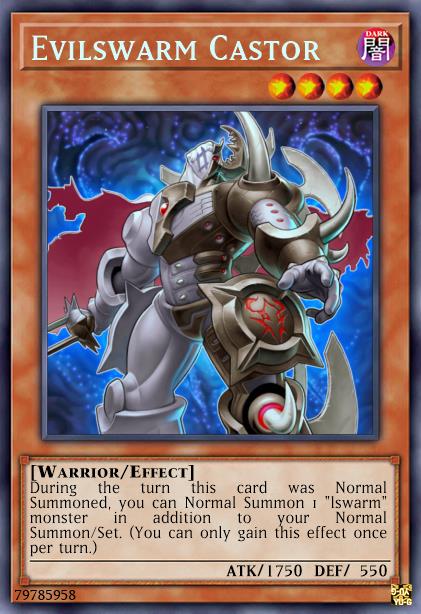 EVILSWARM CASTOR
DARK
闇
[WARRIOR/EFFECT]
During the turn this card was Normal
Summoned, you can Normal Summon 1 "lswarm"
monster in addition to your Normal
Summon/Set. (You can only gain this effect once
per turn.)
ATK/1750 DEF/ 550
79785958